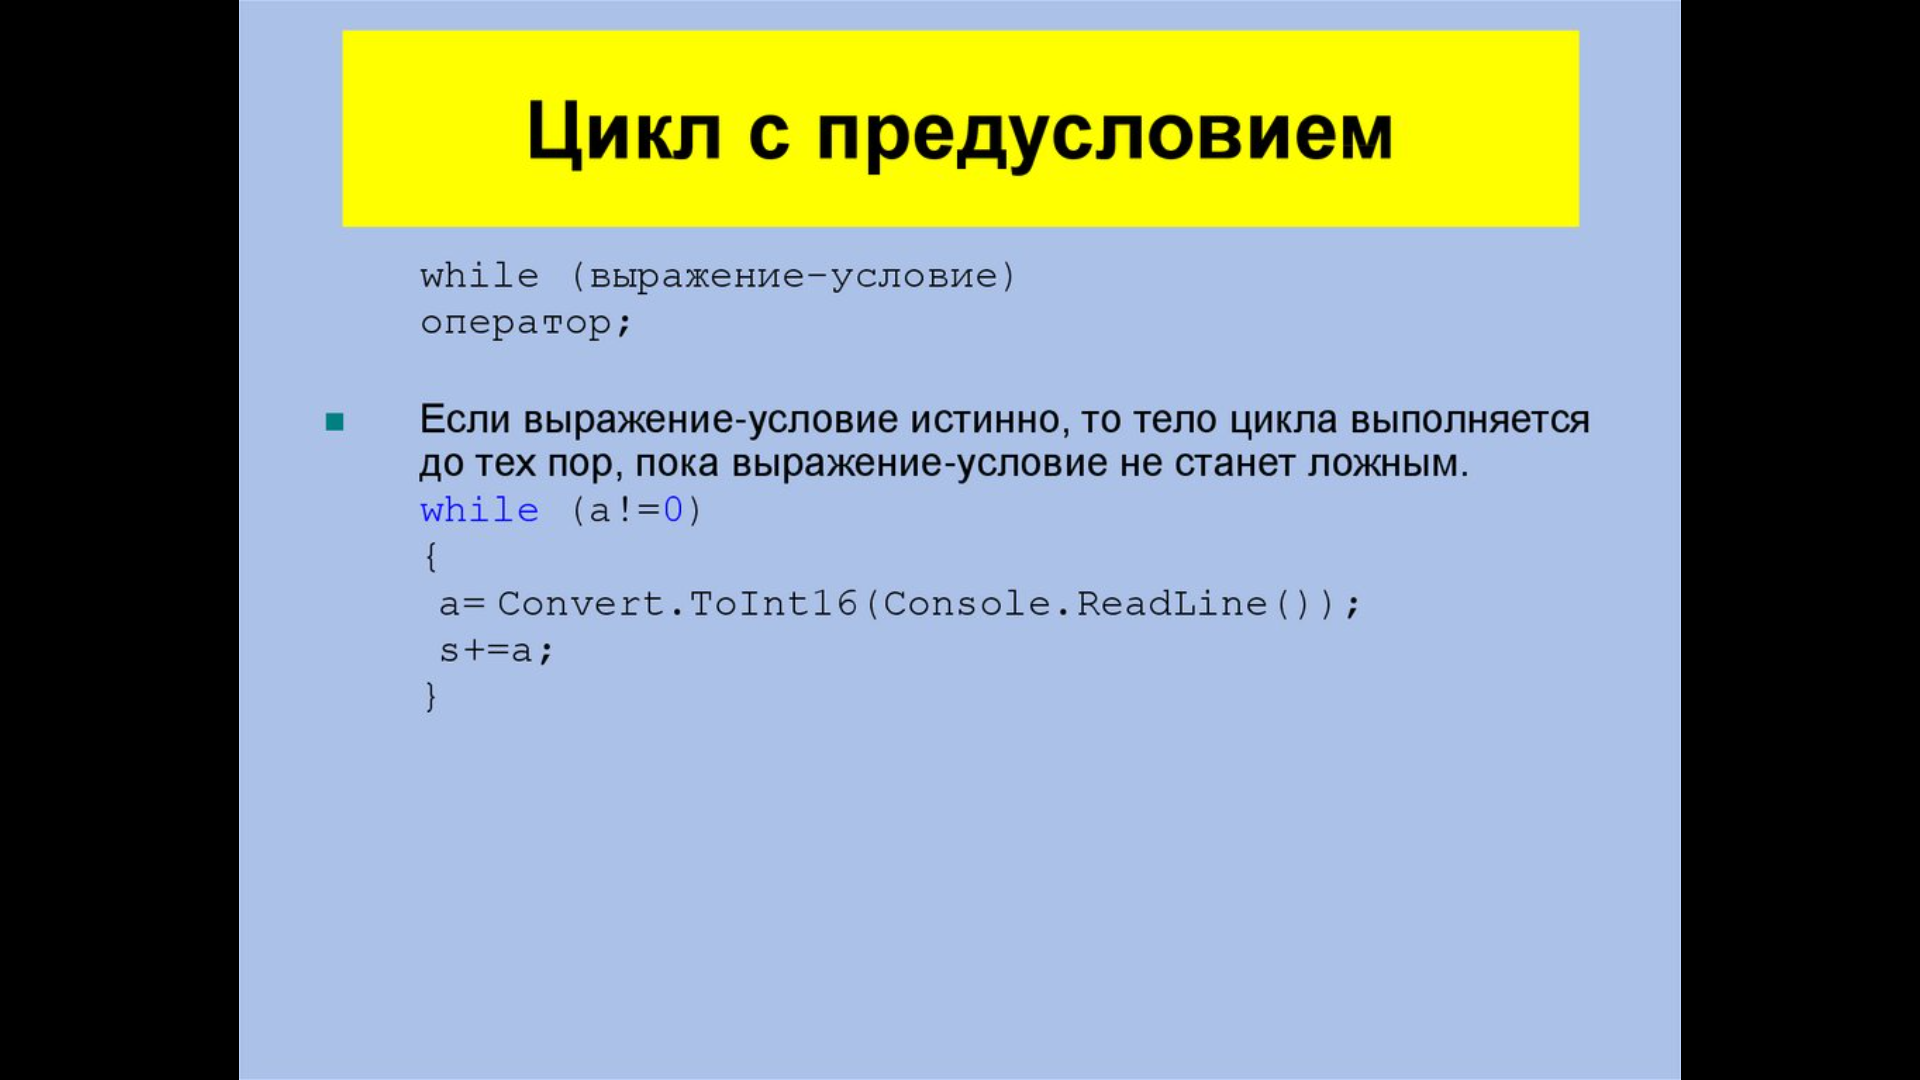 Цикл с предусловием
while (выражение-условие)
оператор;
Если выражение-условие истинно, то тело цикла выполняется
до тех пор, пока выражение-условие не станет ложным.
while (a!=0)
{
a= Convert.ToInt16(Console.ReadLine());
s+=a;
}